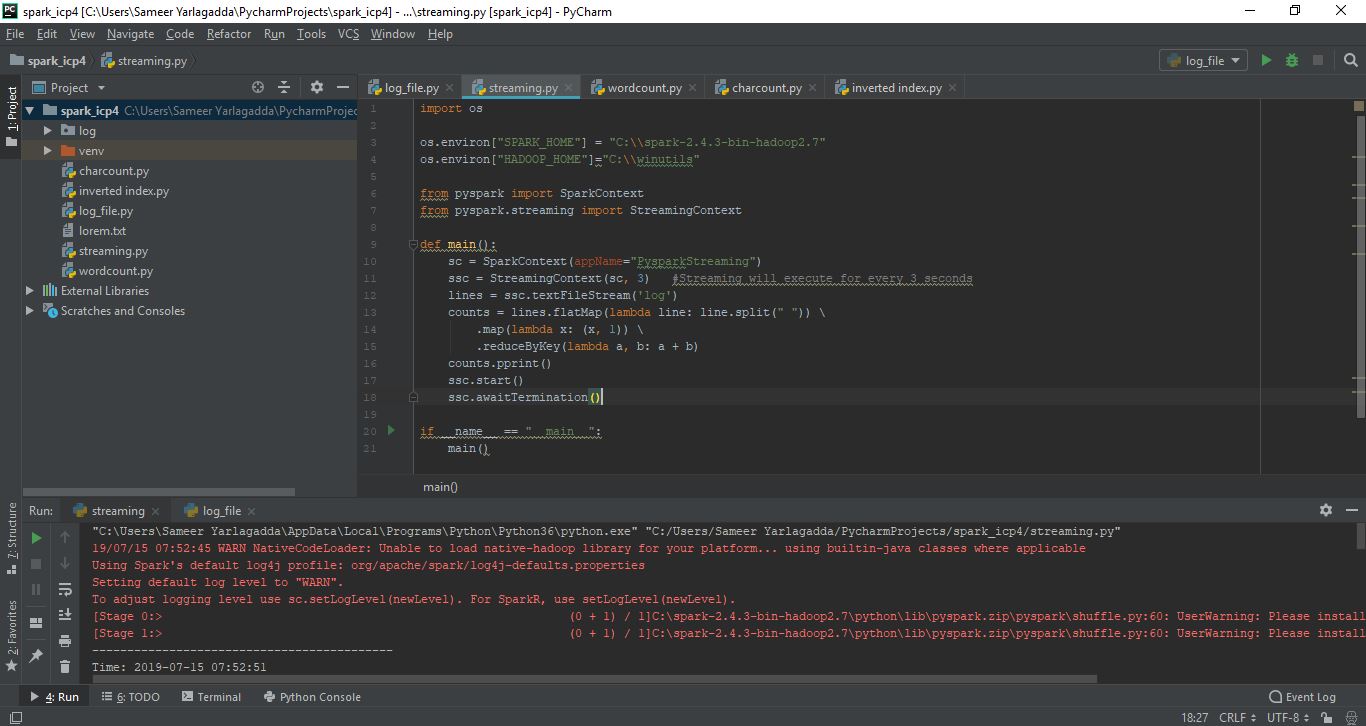 spark_icp4 [C:\Users\Sameer Yarlagadda\PycharmProjects\spark_icp4] - ...\streaming.py [spark_icp4] - PyCharm
File Edit View Navigate Code Refactor Run Tools VCS Window Help
spark_icp4 streaming.py log_file
1: Project
Project
log_file.py streaming.py wordcount.py charcount.py inverted index.py
spark_icp4 C:\Users\Sameer Yarlagadda\PycharmProjec
log
venv
charcount.py
inverted index.py
log_file.py
lorem.txt
streaming.py
wordcount.py
External Libraries
Scratches and Consoles
1 import os
2
3 os.environ["SPARK_HOME"] = "C:\\spark-2.4.3-bin-hadoop2.7"
4 os.environ["HADOOP_HOME"]="C:\\winutils"
5
6 from pyspark import SparkContext
7 from pyspark.streaming import StreamingContext
8
9 def main():
10 sc = SparkContext(appName="PysparkStreaming")
11 ssc = StreamingContext(sc, 3) #Streaming will execute for every 3 seconds
12 lines = ssc.textFileStream('log')
13 counts = lines.flatMap(lambda line: line.split(" ")) \
14 .map(lambda x: (x, 1)) \
15 .reduceByKey(lambda a, b: a + b)
16 counts.pprint()
17 ssc.start()
18 ssc.awaitTermination()
19
20 if __name__ == "__main__":
21 main()
main()
Run: streaming log_file
7: Structure
2: Favorites
"C:\Users\Sameer Yarlagadda\AppData\Local\Programs\Python\Python36\python.exe" "C:/Users/Sameer Yarlagadda/PycharmProjects/spark_icp4/streaming.py"
19/07/15 07:52:45 WARN NativeCodeLoader: Unable to load native-hadoop library for your platform... using builtin-java classes where applicable
Using Spark's default log4j profile: org/apache/spark/log4j-defaults.properties
Setting default log level to "WARN".
To adjust logging level use sc.setLogLevel(newLevel). For SparkR, use setLogLevel(newLevel).
[Stage 0:> (0 + 1) / 1]C:\spark-2.4.3-bin-hadoop2.7\python\lib\pyspark.zip\pyspark\shuffle.py:60: UserWarning: Please install
[Stage 1:> (0 + 1) / 1]C:\spark-2.4.3-bin-hadoop2.7\python\lib\pyspark.zip\pyspark\shuffle.py:60: UserWarning: Please install
-------------------------------------------
Time: 2019-07-15 07:52:51
4: Run 6: TODO Terminal Python Console Event Log
18:27 CRLF UTF-8